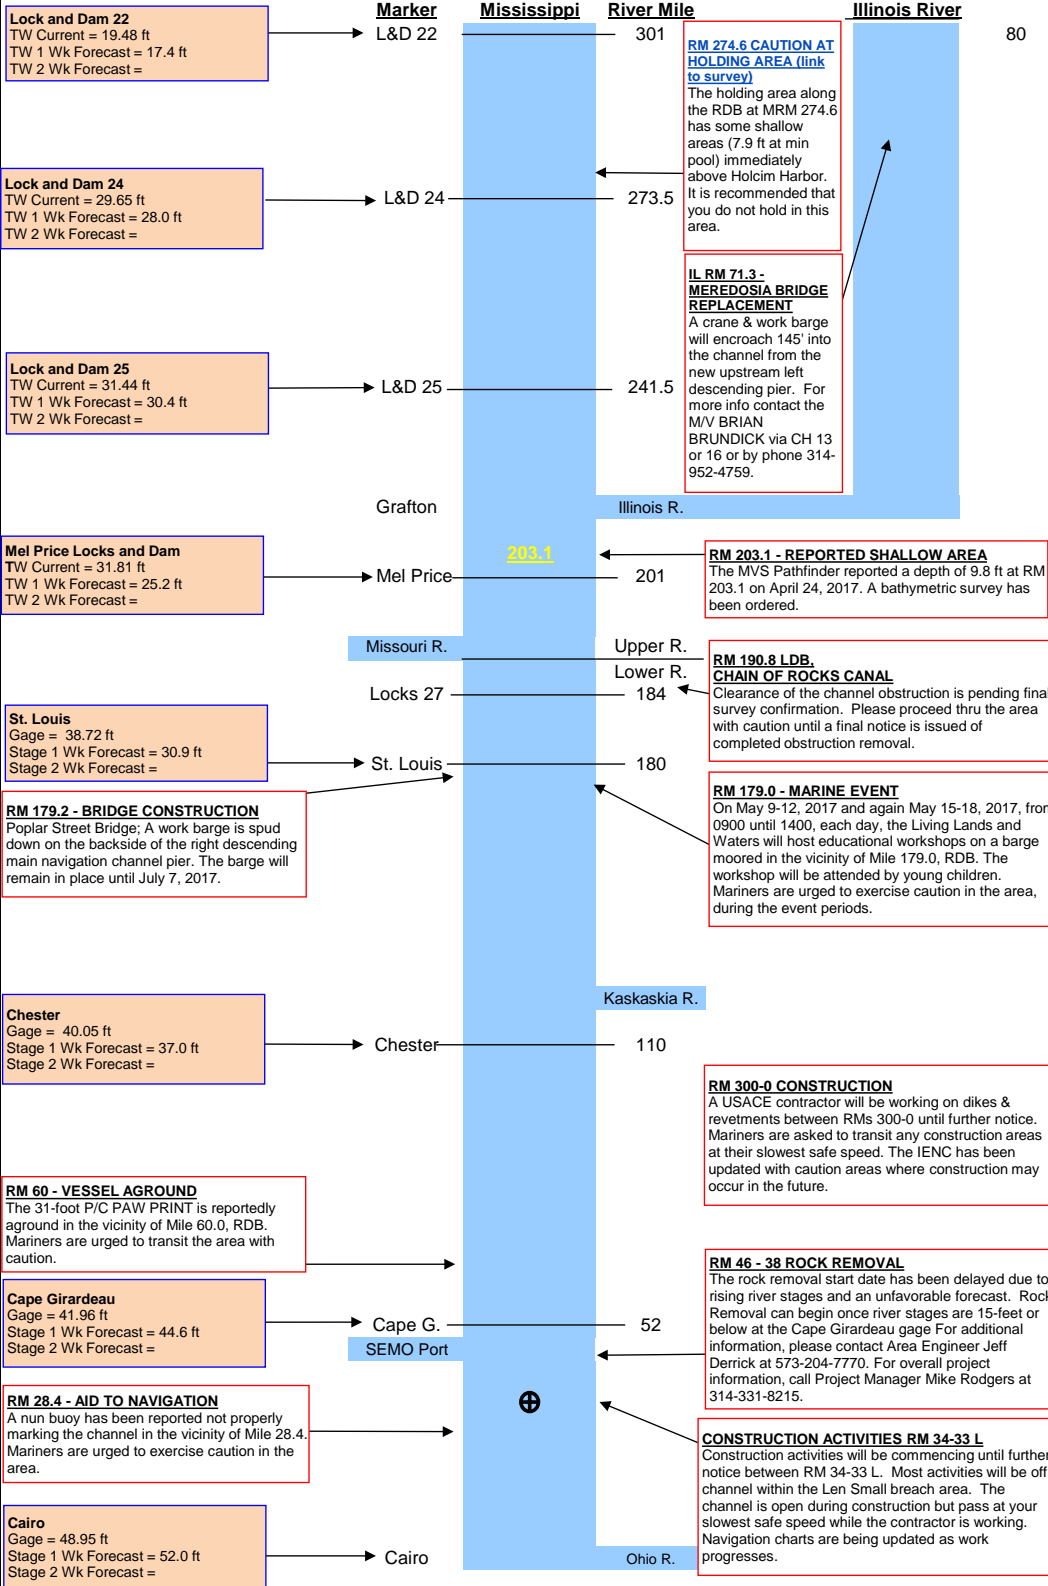 Marker Mississippi River Mile Illinois River
Lock and Dam 22
TW Current = 19.48 ft
TW 1 Wk Forecast = 17.4 ft
TW 2 Wk Forecast =
L&D 22 301 80
RM 274.6 CAUTION AT
HOLDING AREA (link
to survey)
The holding area along
the RDB at MRM 274.6
has some shallow
areas (7.9 ft at min
pool) immediately
above Holcim Harbor.
It is recommended that
you do not hold in this
area.
Lock and Dam 24
TW Current = 29.65 ft
TW 1 Wk Forecast = 28.0 ft
TW 2 Wk Forecast =
L&D 24 273.5
IL RM 71.3 -
MEREDOSIA BRIDGE
REPLACEMENT
A crane & work barge
will encroach 145' into
the channel from the
new upstream left
descending pier. For
more info contact the
M/V BRIAN
BRUNDICK via CH 13
or 16 or by phone 314-
952-4759.
Lock and Dam 25
TW Current = 31.44 ft
TW 1 Wk Forecast = 30.4 ft
TW 2 Wk Forecast =
L&D 25 241.5
Grafton Illinois R.
Mel Price Locks and Dam
TW Current = 31.81 ft
TW 1 Wk Forecast = 25.2 ft
TW 2 Wk Forecast =
203.1
Mel Price 201
RM 203.1 - REPORTED SHALLOW AREA
The MVS Pathfinder reported a depth of 9.8 ft at RM
203.1 on April 24, 2017. A bathymetric survey has
been ordered.
Missouri R. Upper R.
Lower R.
Locks 27 184
RM 190.8 LDB,
CHAIN OF ROCKS CANAL
Clearance of the channel obstruction is pending final
survey confirmation. Please proceed thru the area
with caution until a final notice is issued of
completed obstruction removal.
St. Louis
Gage = 38.72 ft
Stage 1 Wk Forecast = 30.9 ft
Stage 2 Wk Forecast =
St. Louis 180
RM 179.2 - BRIDGE CONSTRUCTION
Poplar Street Bridge; A work barge is spud
down on the backside of the right descending
main navigation channel pier. The barge will
remain in place until July 7, 2017.
RM 179.0 - MARINE EVENT
On May 9-12, 2017 and again May 15-18, 2017, from
0900 until 1400, each day, the Living Lands and
Waters will host educational workshops on a barge
moored in the vicinity of Mile 179.0, RDB. The
workshop will be attended by young children.
Mariners are urged to exercise caution in the area,
during the event periods.
Kaskaskia R.
Chester
Gage = 40.05 ft
Stage 1 Wk Forecast = 37.0 ft
Stage 2 Wk Forecast =
Chester 110
RM 300-0 CONSTRUCTION
A USACE contractor will be working on dikes &
revetments between RMs 300-0 until further notice.
Mariners are asked to transit any construction areas
at their slowest safe speed. The IENC has been
updated with caution areas where construction may
occur in the future.
RM 60 - VESSEL AGROUND
The 31-foot P/C PAW PRINT is reportedly
aground in the vicinity of Mile 60.0, RDB.
Mariners are urged to transit the area with
caution.
RM 46 - 38 ROCK REMOVAL
The rock removal start date has been delayed due to
rising river stages and an unfavorable forecast. Rock
Removal can begin once river stages are 15-feet or
below at the Cape Girardeau gage For additional
information, please contact Area Engineer Jeff
Derrick at 573-204-7770. For overall project
information, call Project Manager Mike Rodgers at
314-331-8215.
Cape Girardeau
Gage = 41.96 ft
Stage 1 Wk Forecast = 44.6 ft
Stage 2 Wk Forecast =
Cape G. 52
SEMO Port
RM 28.4 - AID TO NAVIGATION
A nun buoy has been reported not properly
marking the channel in the vicinity of Mile 28.4.
Mariners are urged to exercise caution in the
area.
CONSTRUCTION ACTIVITIES RM 34-33 L
Construction activities will be commencing until further
notice between RM 34-33 L. Most activities will be off
channel within the Len Small breach area. The
channel is open during construction but pass at your
slowest safe speed while the contractor is working.
Navigation charts are being updated as work
progresses.
Cairo
Gage = 48.95 ft
Stage 1 Wk Forecast = 52.0 ft
Stage 2 Wk Forecast =
Cairo Ohio R.